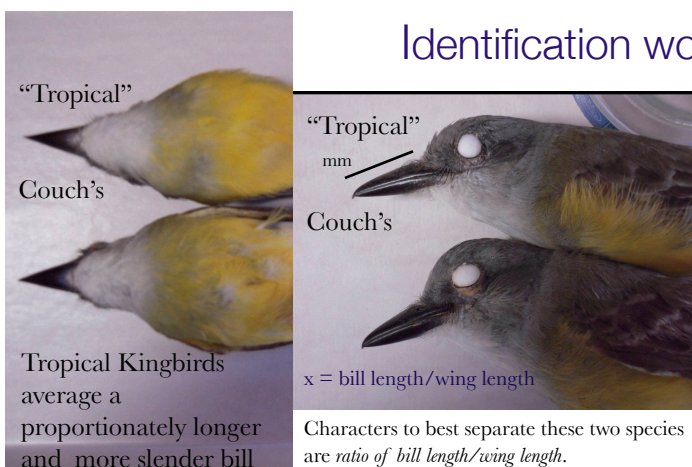 Identification wo
“Tropical”
Couch’s
Tropical Kingbirds
average a
proportionately longer
and more slender bill
“Tropical”
mm
Couch’s
x = bill length/wing length
Characters to best separate these two species
are ratio of bill length/wing length.